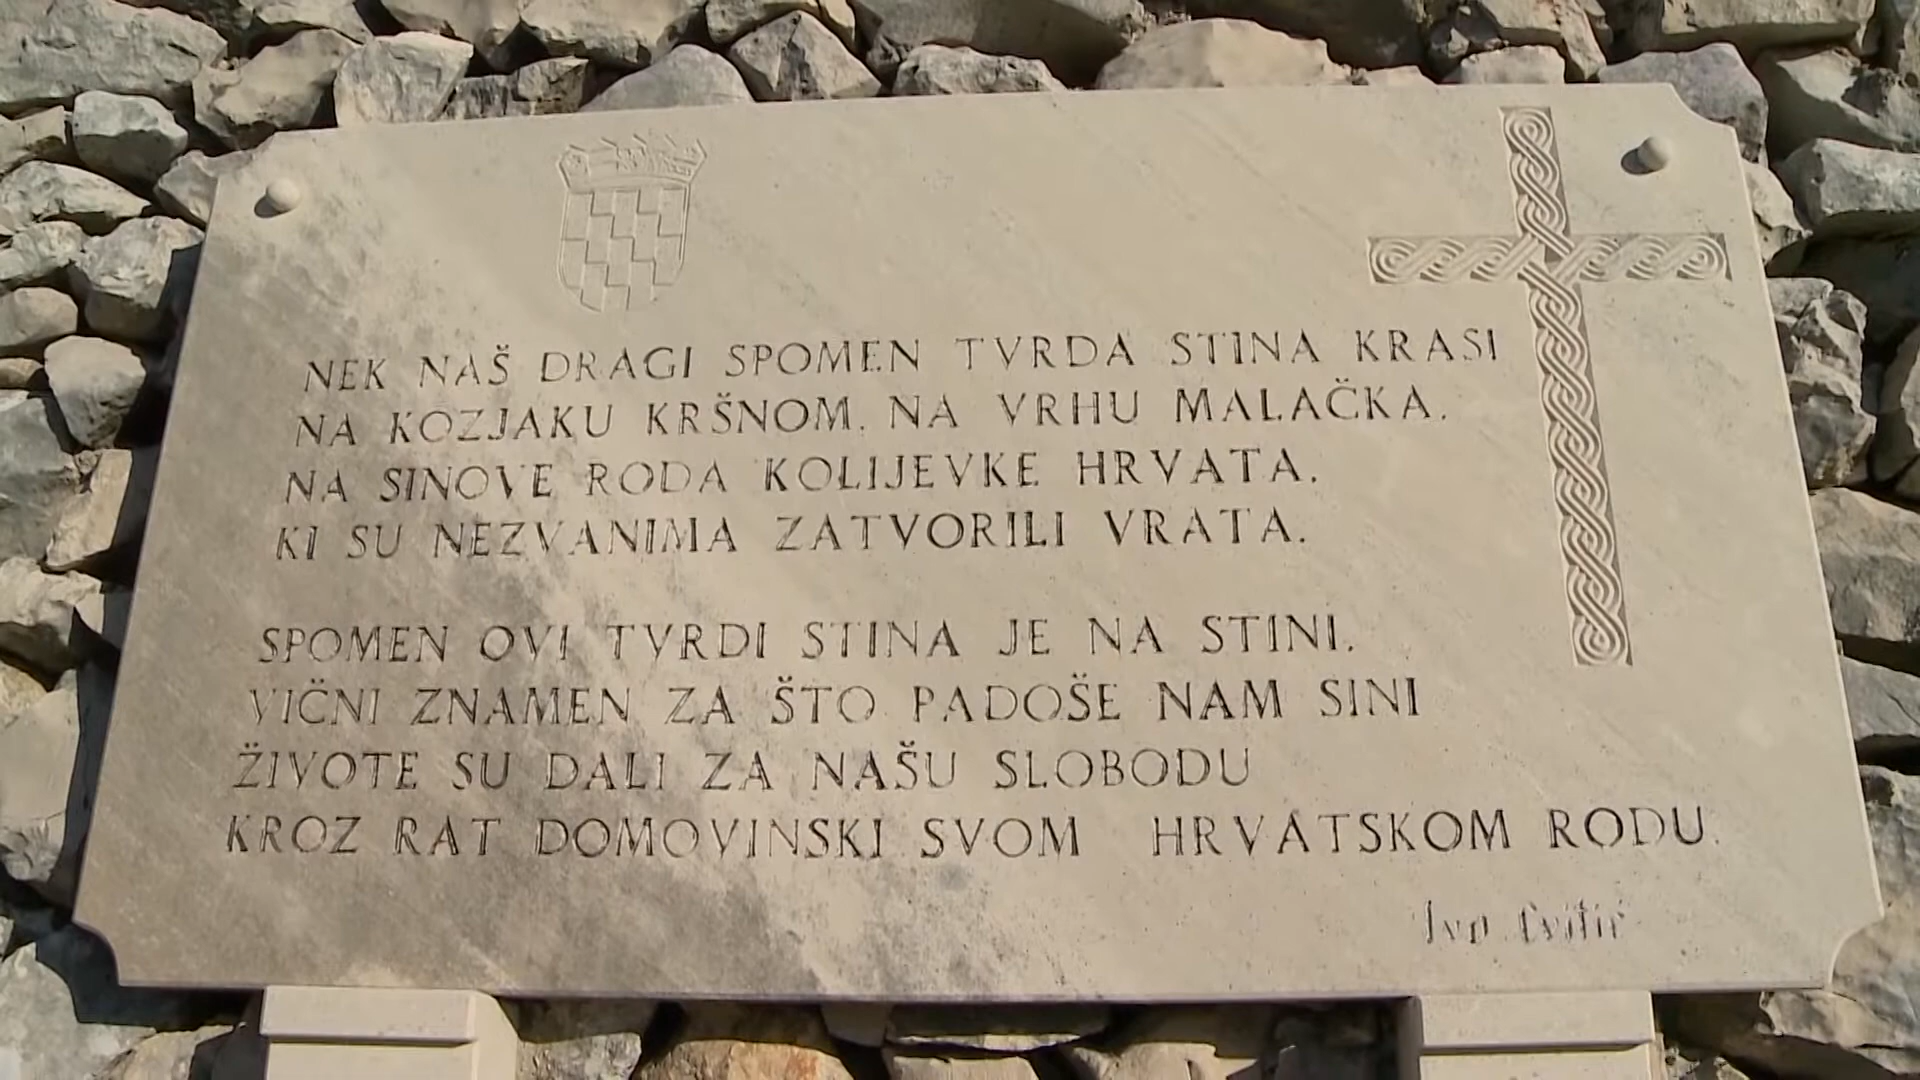 NEK NAŠ DRAGI SPOMEN TVRDA STINA KRASI
NA KOZJAKU KRŠNOM, NA VRHU MALAČKA.
NA SINOVE RODA KOLIJEVKE HRVATA,
KI SU NEZVANIMA ZATVORILI VRATA.
SPOMEN OVI TVRDI STINA JE NA STINI,
VIČNI ZNAMEN ZA ŠTO PADOŠE NAM SINI
ŽIVOTE SU DALI ZA NAŠU SLOBODU
KROZ RAT DOMOVINSKI SVOM HRVATSKOM RODU.
Ivo Cvitić